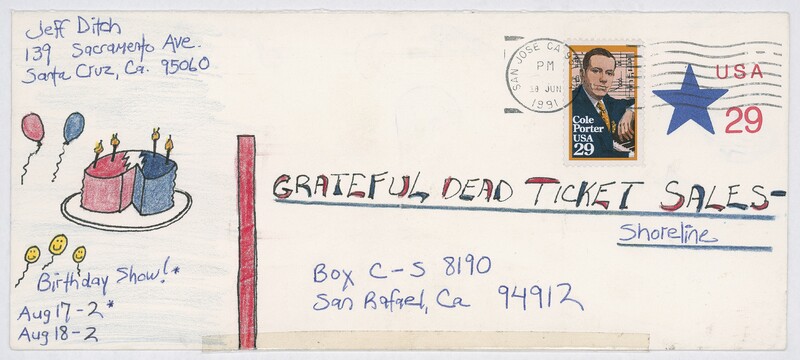 Jeff Ditch
139 Sacramento Ave.
Santa Cruz, Ca. 95060
SAN JOSE CA
PM
18 JUN
1991
Cole
Porter
USA
29
USA
29
GRATEFUL DEAD TICKET SALES-
Shoreline
Box C-S 8190
San Rafael, Ca 94912
Birthday Show!*
Aug 17-2*
Aug 18-2